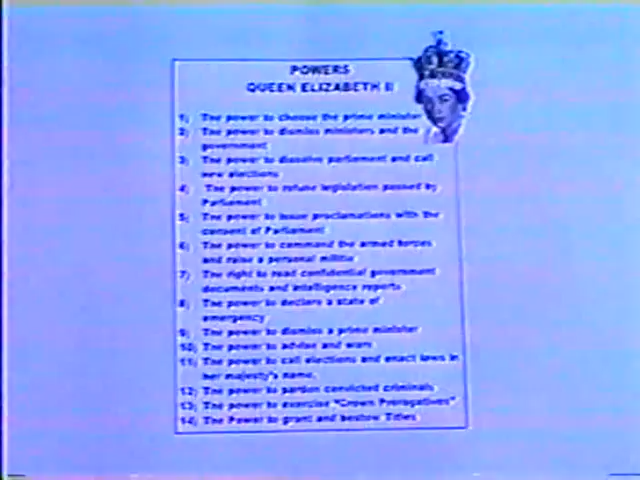 POWERS
QUEEN ELIZABETH II
1) The power to choose the prime minister
2) The power to dismiss ministers and the
government
3) The power to dissolve parliament and call
new elections
4) The power to refuse legislation passed by
Parliament
5) The power to issue proclamations with the
consent of Parliament
6) The power to command the armed forces
and raise a personal militia
7) The right to read confidential government
documents and intelligence reports
8) The power to declare a state of
emergency
9) The power to dismiss a prime minister
10) The power to advise and warn
11) The power to call elections and enact laws in
her majesty's name.
12) The power to pardon convicted criminals
13) The power to exercise "Crown Prerogatives"
14) The Power to grant and bestow Titles